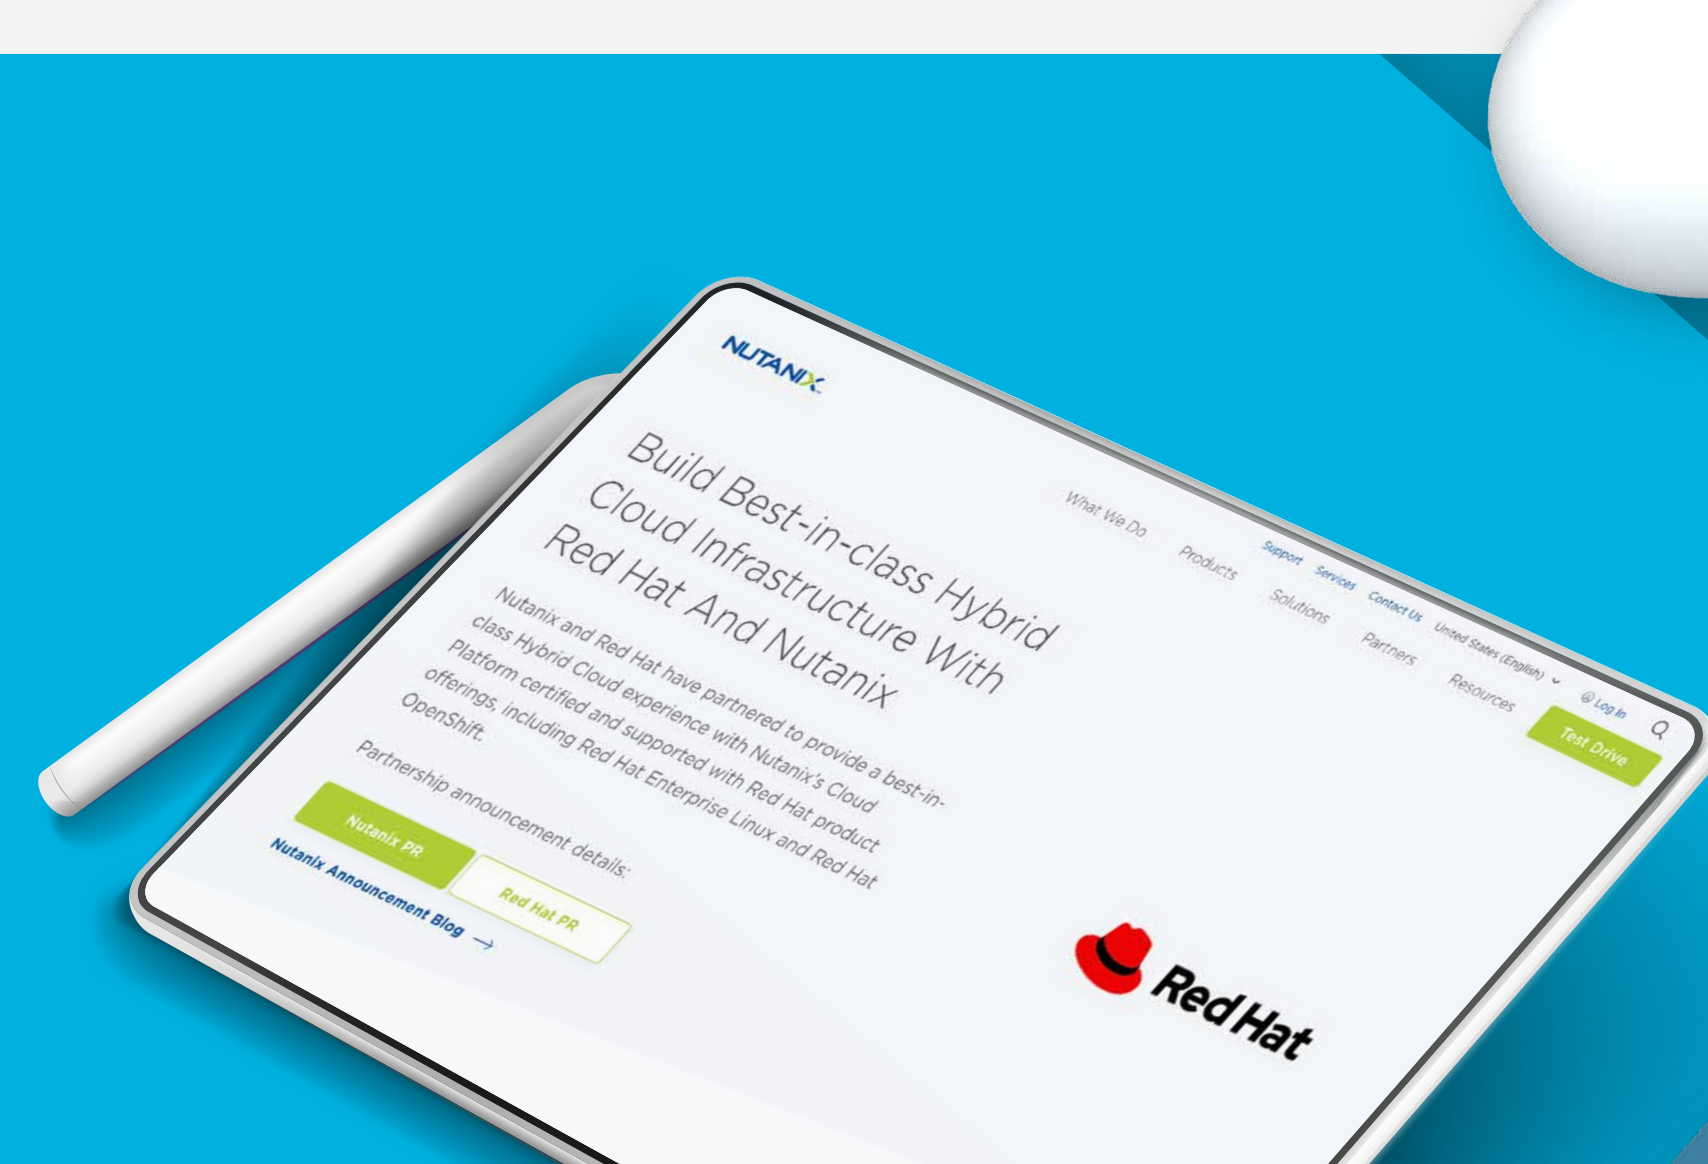 NUTANIX
Support Services Contact Us United States (English) Log In
What We Do Products Solutions Partners Resources Test Drive
Build Best-in-class Hybrid
Cloud Infrastructure With
Red Hat And Nutanix
Nutanix and Red Hat have partnered to provide a best-in-
class Hybrid Cloud experience with Nutanix's Cloud
Platform certified and supported with Red Hat product
offerings, including Red Hat Enterprise Linux and Red Hat
OpenShift.
Partnership announcement details:
Nutanix PR
Red Hat PR
Nutanix Announcement Blog →
Red Hat